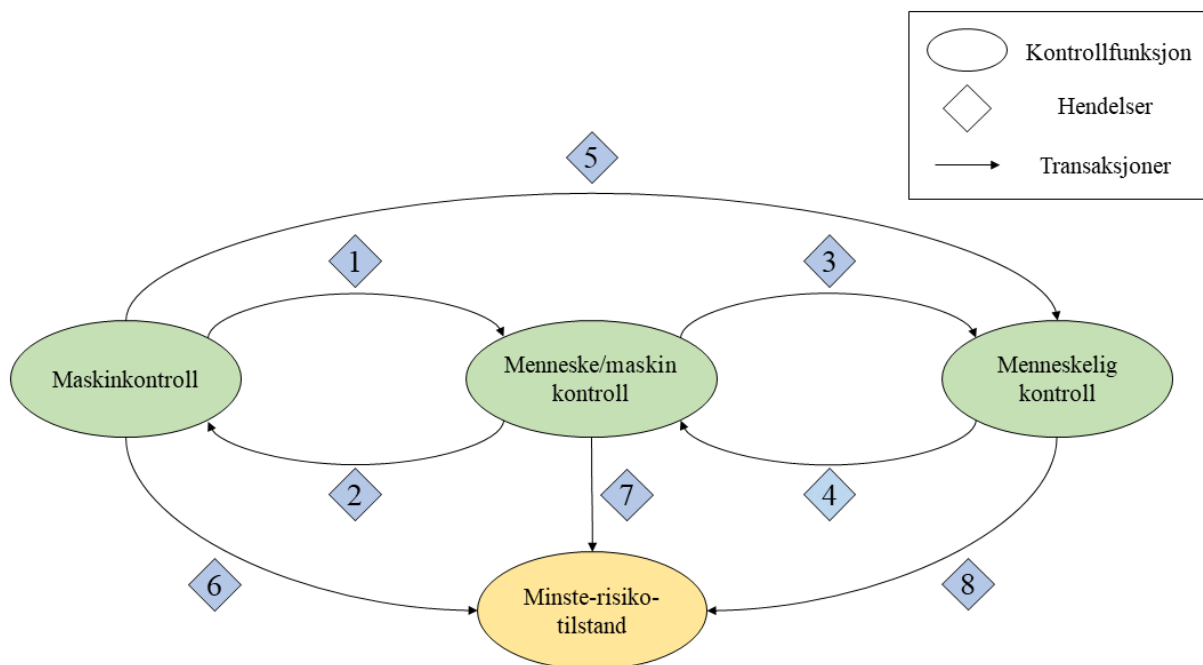 Kontrollfunksjon
Hendelser
Transaksjoner
5
1
3
Maskinkontroll
Menneske/maskin
kontroll
Menneskelig
kontroll
2
7
4
6
8
Minste-risiko-
tilstand